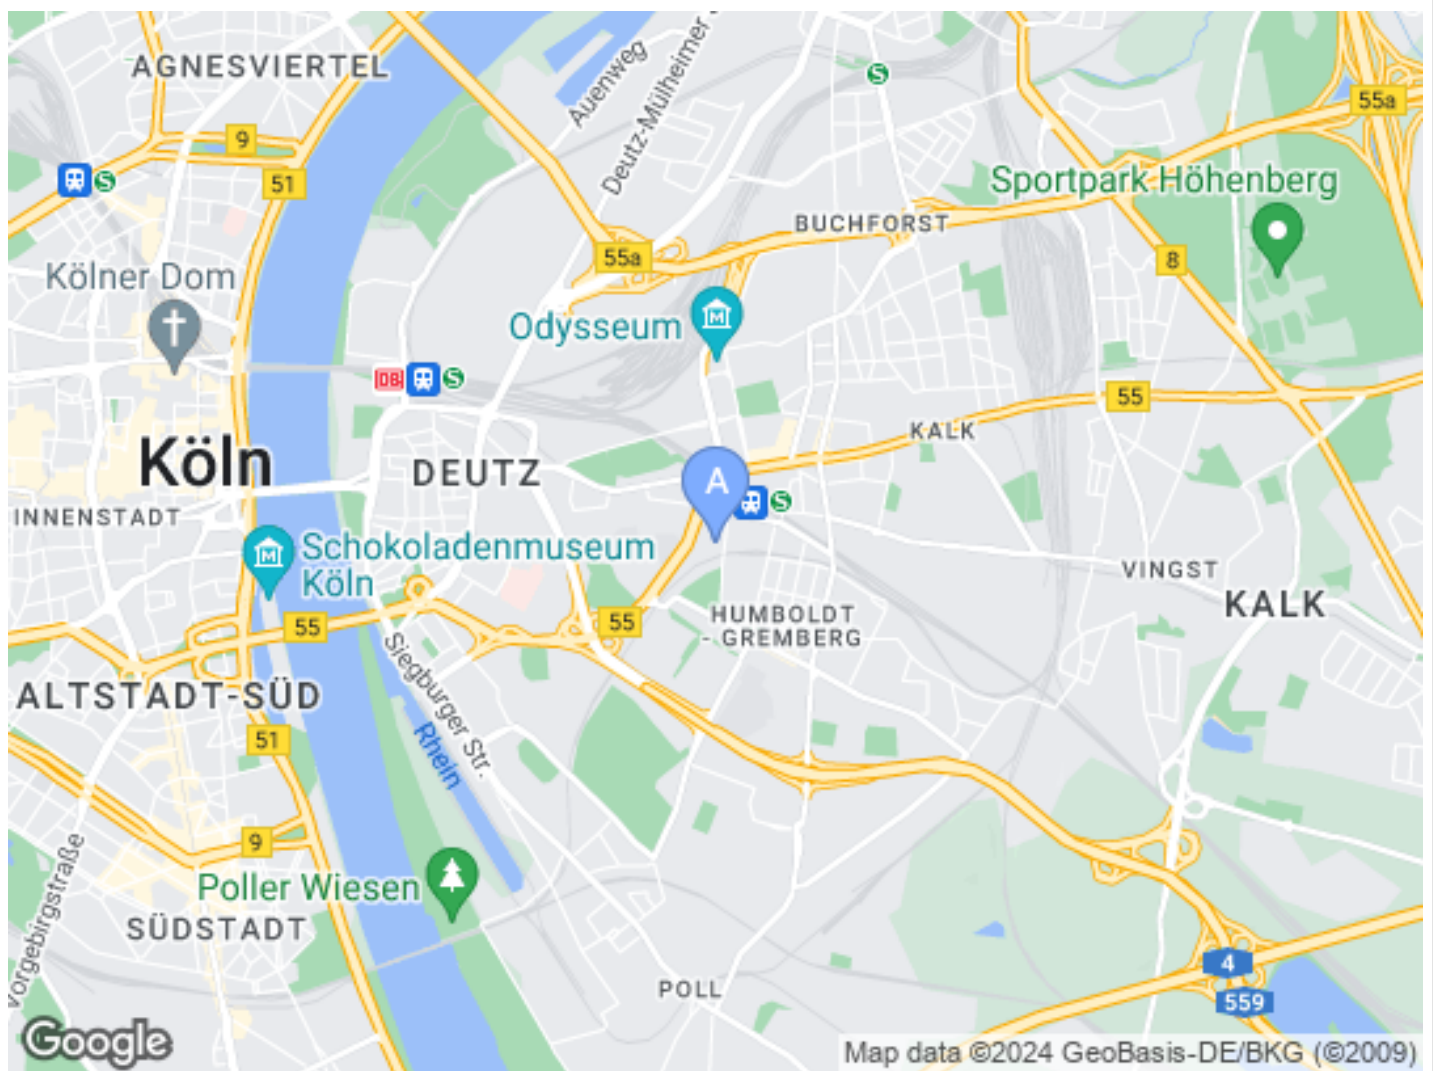 AGNESVIERTEL
Auenweg
Deutz-Mülheimer
S
55a
9
S
51
Sportpark Höhenberg
BUCHFORST
55a
8
Kölner Dom
Odysseum
M
DB
S
55
KALK
Köln
DEUTZ
A
S
INNENSTADT
M
Schokoladenmuseum
Köln
VINGST
KALK
55
55
HUMBOLDT
- GREMBERG
Siegburger Str.
ALTSTADT-SÜD
51
Rhein
9
Vorgebirgstraße
Poller Wiesen
SÜDSTADT
4
POLL
559
Google
Map data ©2024 GeoBasis-DE/BKG (©2009)